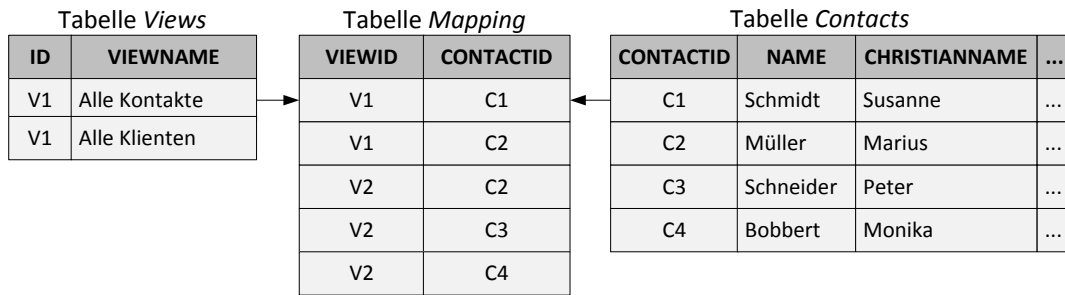 Tabelle Views
ID VIEWNAME
V1 Alle Kontakte
V1 Alle Klienten
Tabelle Mapping
VIEWID CONTACTID
V1 C1
V1 C2
V2 C2
V2 C3
V2 C4
Tabelle Contacts
CONTACTID NAME CHRISTIANNAME ...
C1 Schmidt Susanne ...
C2 Müller Marius ...
C3 Schneider Peter ...
C4 Bobbert Monika ...